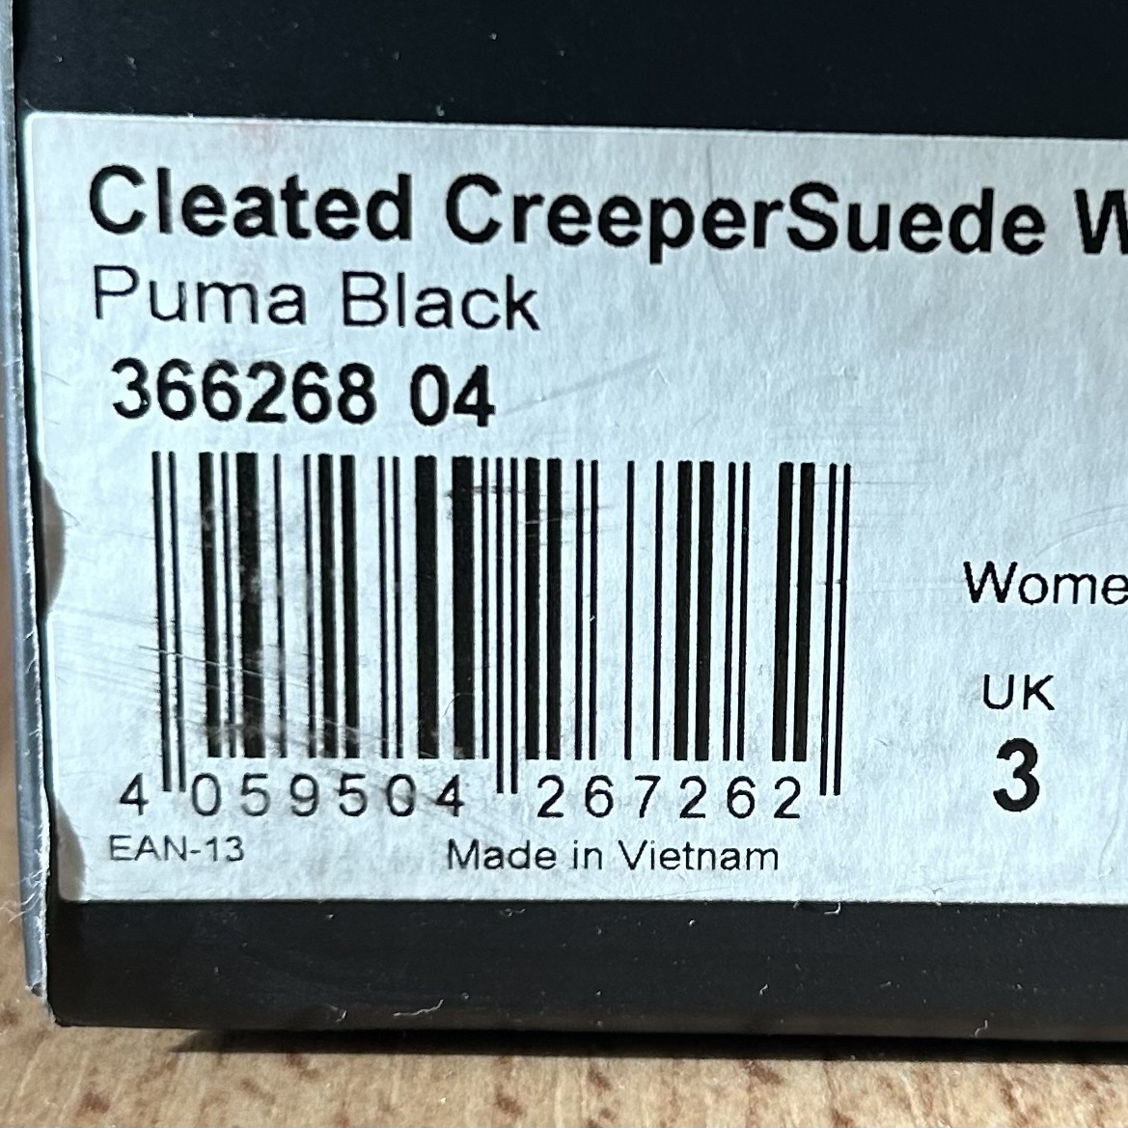 Cleated CreeperSuede W
Puma Black
366268 04
Wome
UK
3
4 059504 267262
EAN-13
Made in Vietnam